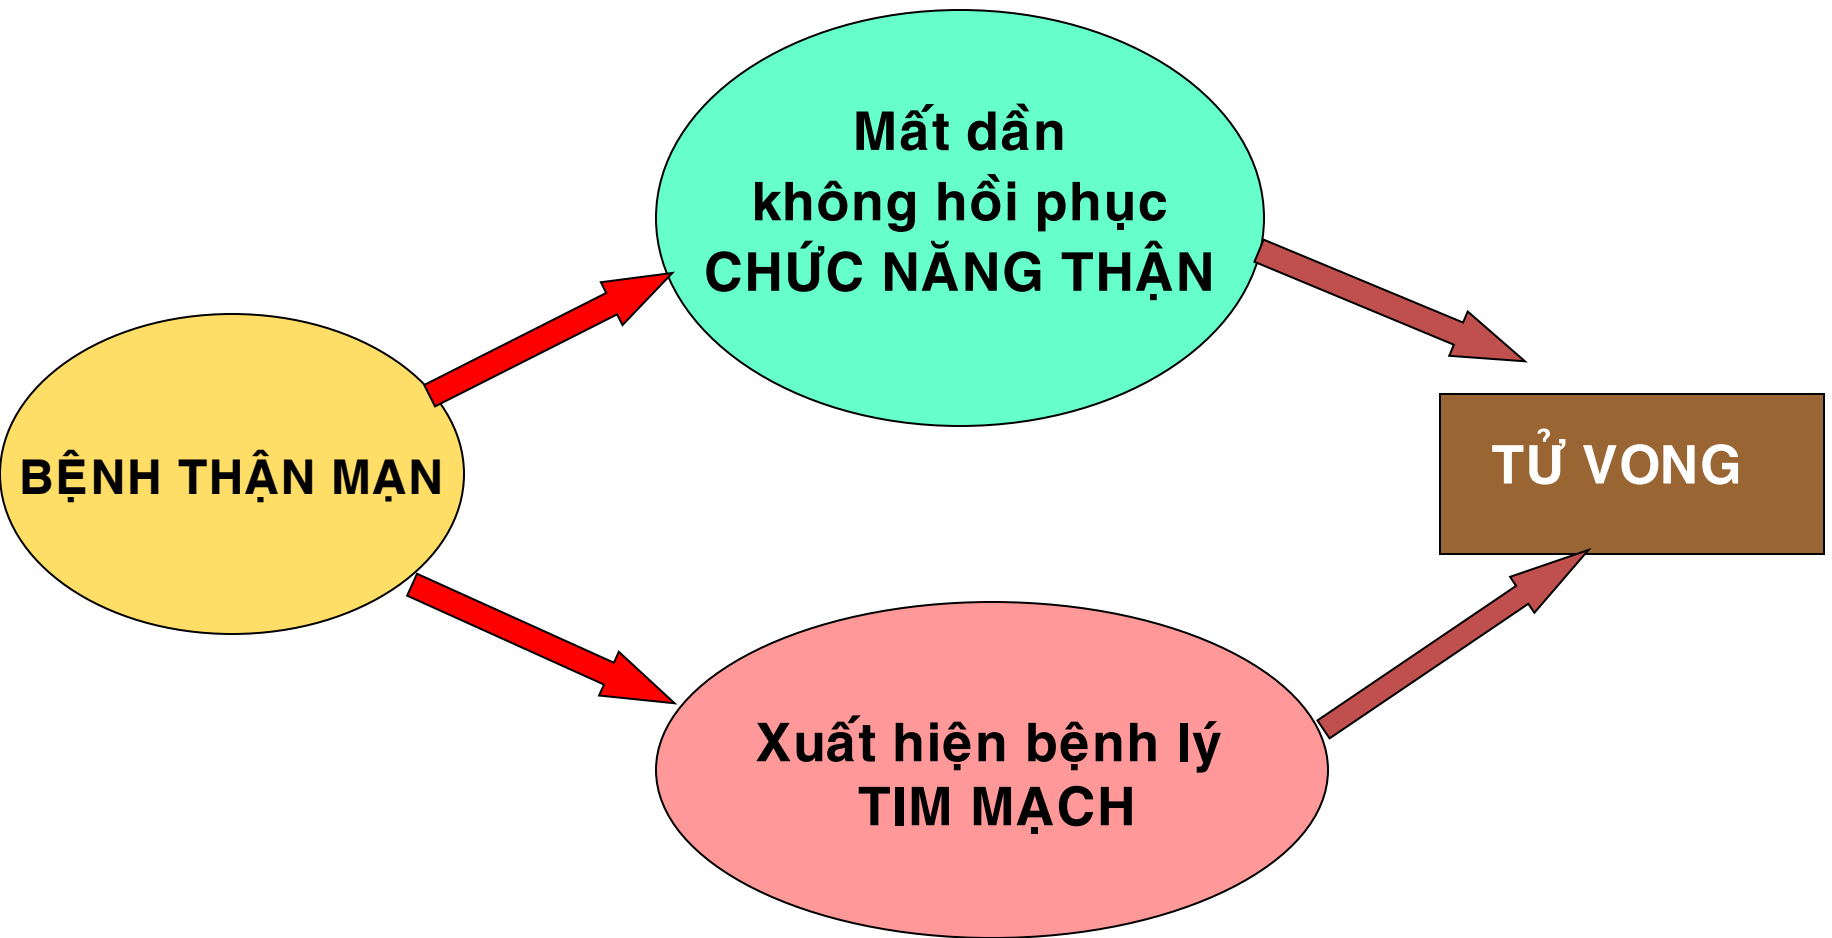 Mất dần
không hồi phục
CHỨC NĂNG THẬN
BỆNH THẬN MẠN
TỬ VONG
Xuất hiện bệnh lý
TIM MẠCH